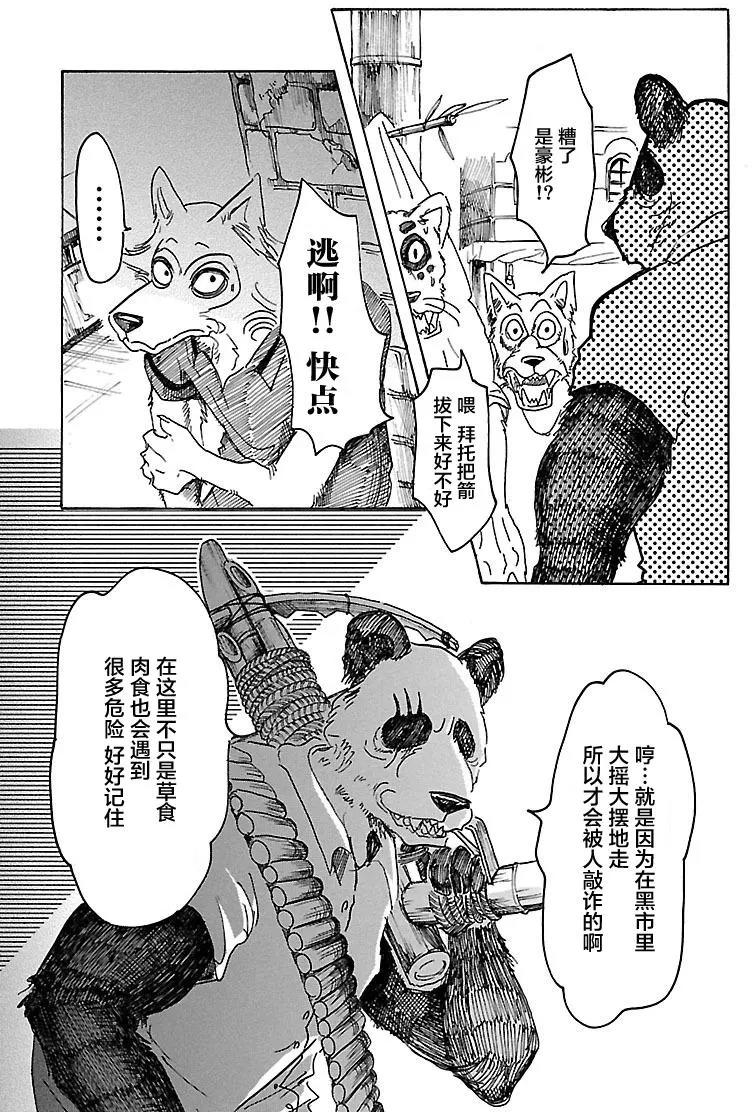 糟了
是豪彬!?
喂 拜托把箭
拔下来好不好
逃啊!! 快点
……
哼…就是因为在黑市里
大摇大摆地走
所以才会被人敲诈的啊
在这里不只是草食
肉食也会遇到
很多危险 好好记住